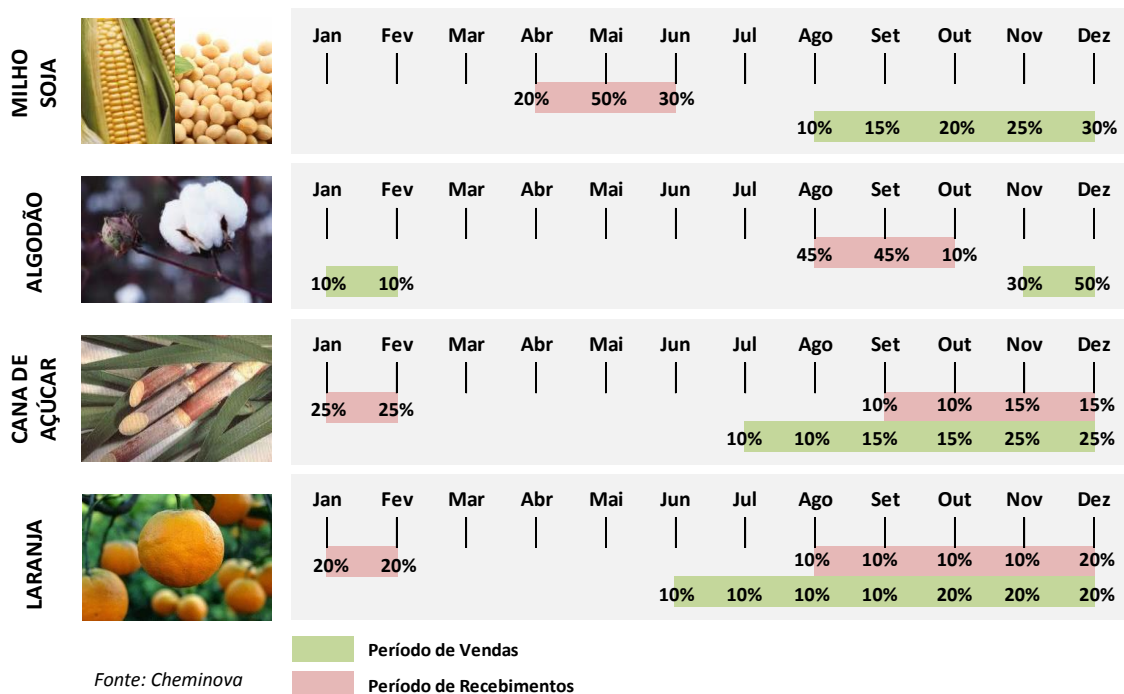 MILHO
SOJA
Jan Fev Mar Abr Mai Jun Jul Ago Set Out Nov Dez
20% 50% 30%
10% 15% 20% 25% 30%
ALGODÃO
Jan Fev Mar Abr Mai Jun Jul Ago Set Out Nov Dez
45% 45% 10%
10% 10% 30% 50%
CANA DE
AÇÚCAR
Jan Fev Mar Abr Mai Jun Jul Ago Set Out Nov Dez
25% 25% 10% 10% 15% 15%
10% 10% 15% 15% 25% 25%
LARANJA
Jan Fev Mar Abr Mai Jun Jul Ago Set Out Nov Dez
20% 20% 10% 10% 10% 10% 20%
10% 10% 10% 10% 20% 20% 20%
Período de Vendas
Fonte: Cheminova
Período de Recebimentos